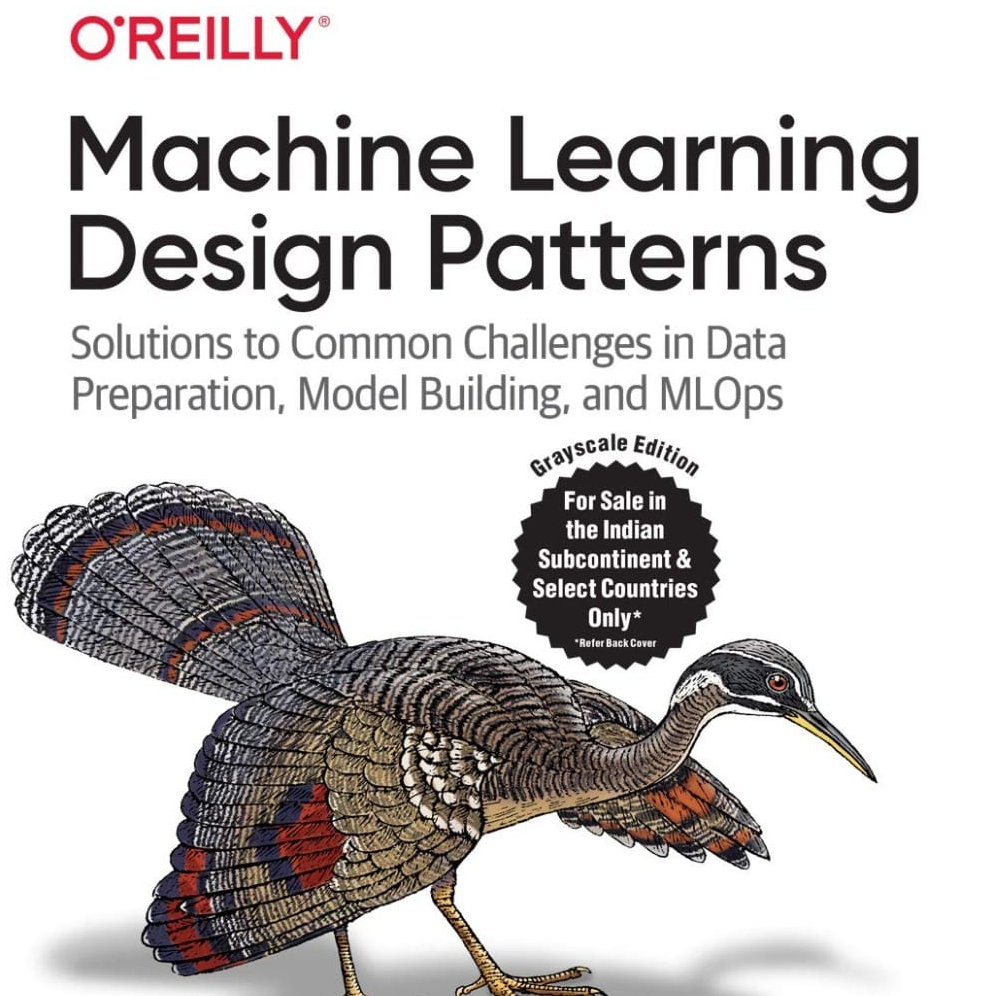 O'REILLY®
Machine Learning
Design Patterns
Solutions to Common Challenges in Data
Preparation, Model Building, and MLOps
Grayscale Edition
For Sale in
the Indian
Subcontinent &
Select Countries
Only*
*Refer Back Cover